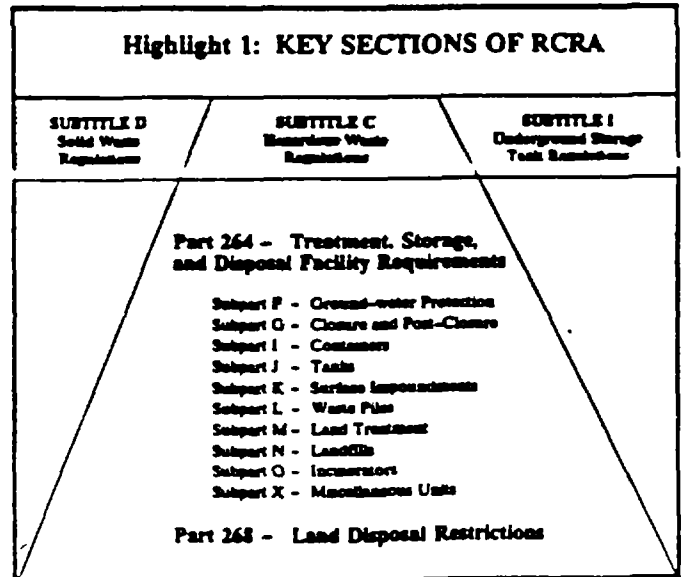 Highlight 1: KEY SECTIONS OF RCRA
SUBTITLE D
Solid Waste
Regulations
SUBTITLE C
Hazardous Waste
Regulations
SUBTITLE I
Underground Storage
Tank Regulations
Part 264 - Treatment, Storage,
and Disposal Facility Requirements
Subpart F - Ground-water Protection
Subpart G - Closure and Post-Closure
Subpart I - Containers
Subpart J - Tanks
Subpart K - Surface Impoundments
Subpart L - Waste Piles
Subpart M - Land Treatment
Subpart N - Landfills
Subpart O - Incinerators
Subpart X - Miscellaneous Units
Part 268 - Land Disposal Restrictions